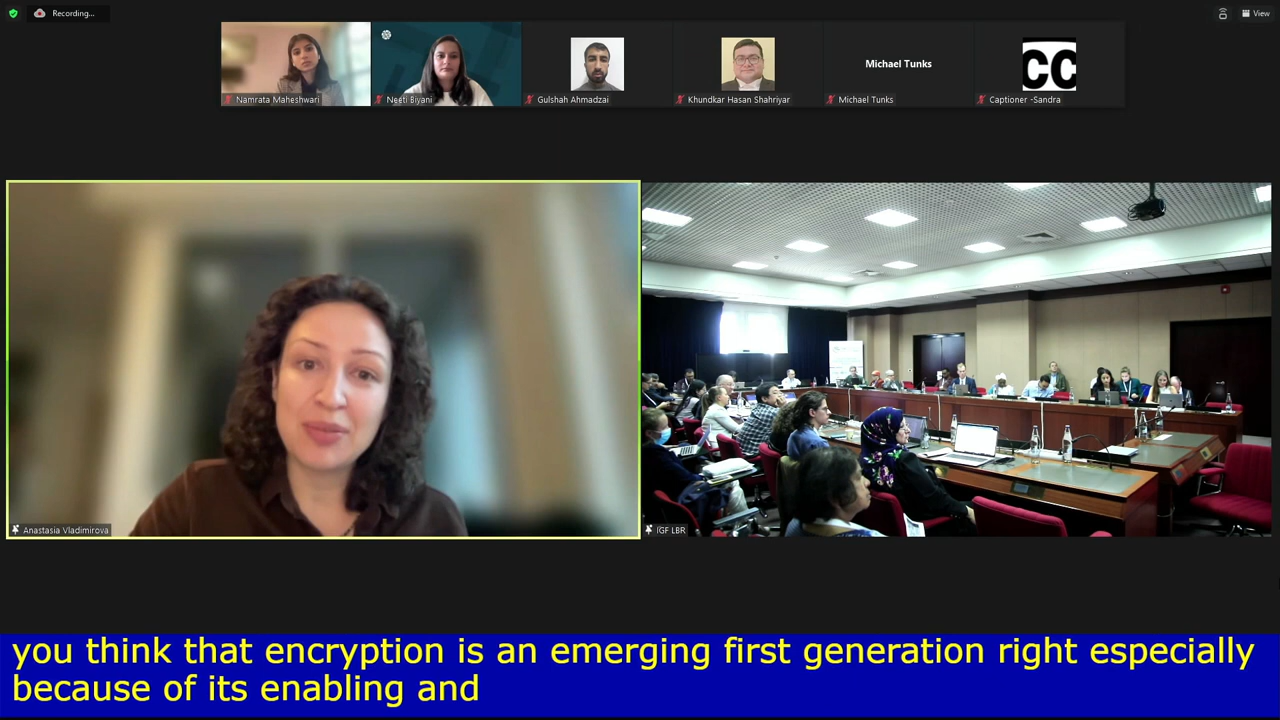 Recording...
View
Michael Tunks
CC
Namrata Maheshwari
Neeti Biyani
Gulshah Ahmadzai
Khundkar Hasan Shahriyar
Michael Tunks
Captioner -Sandra
Anastasia Vladimirova
IGF LBR
you think that encryption is an emerging first generation right especially
because of its enabling and